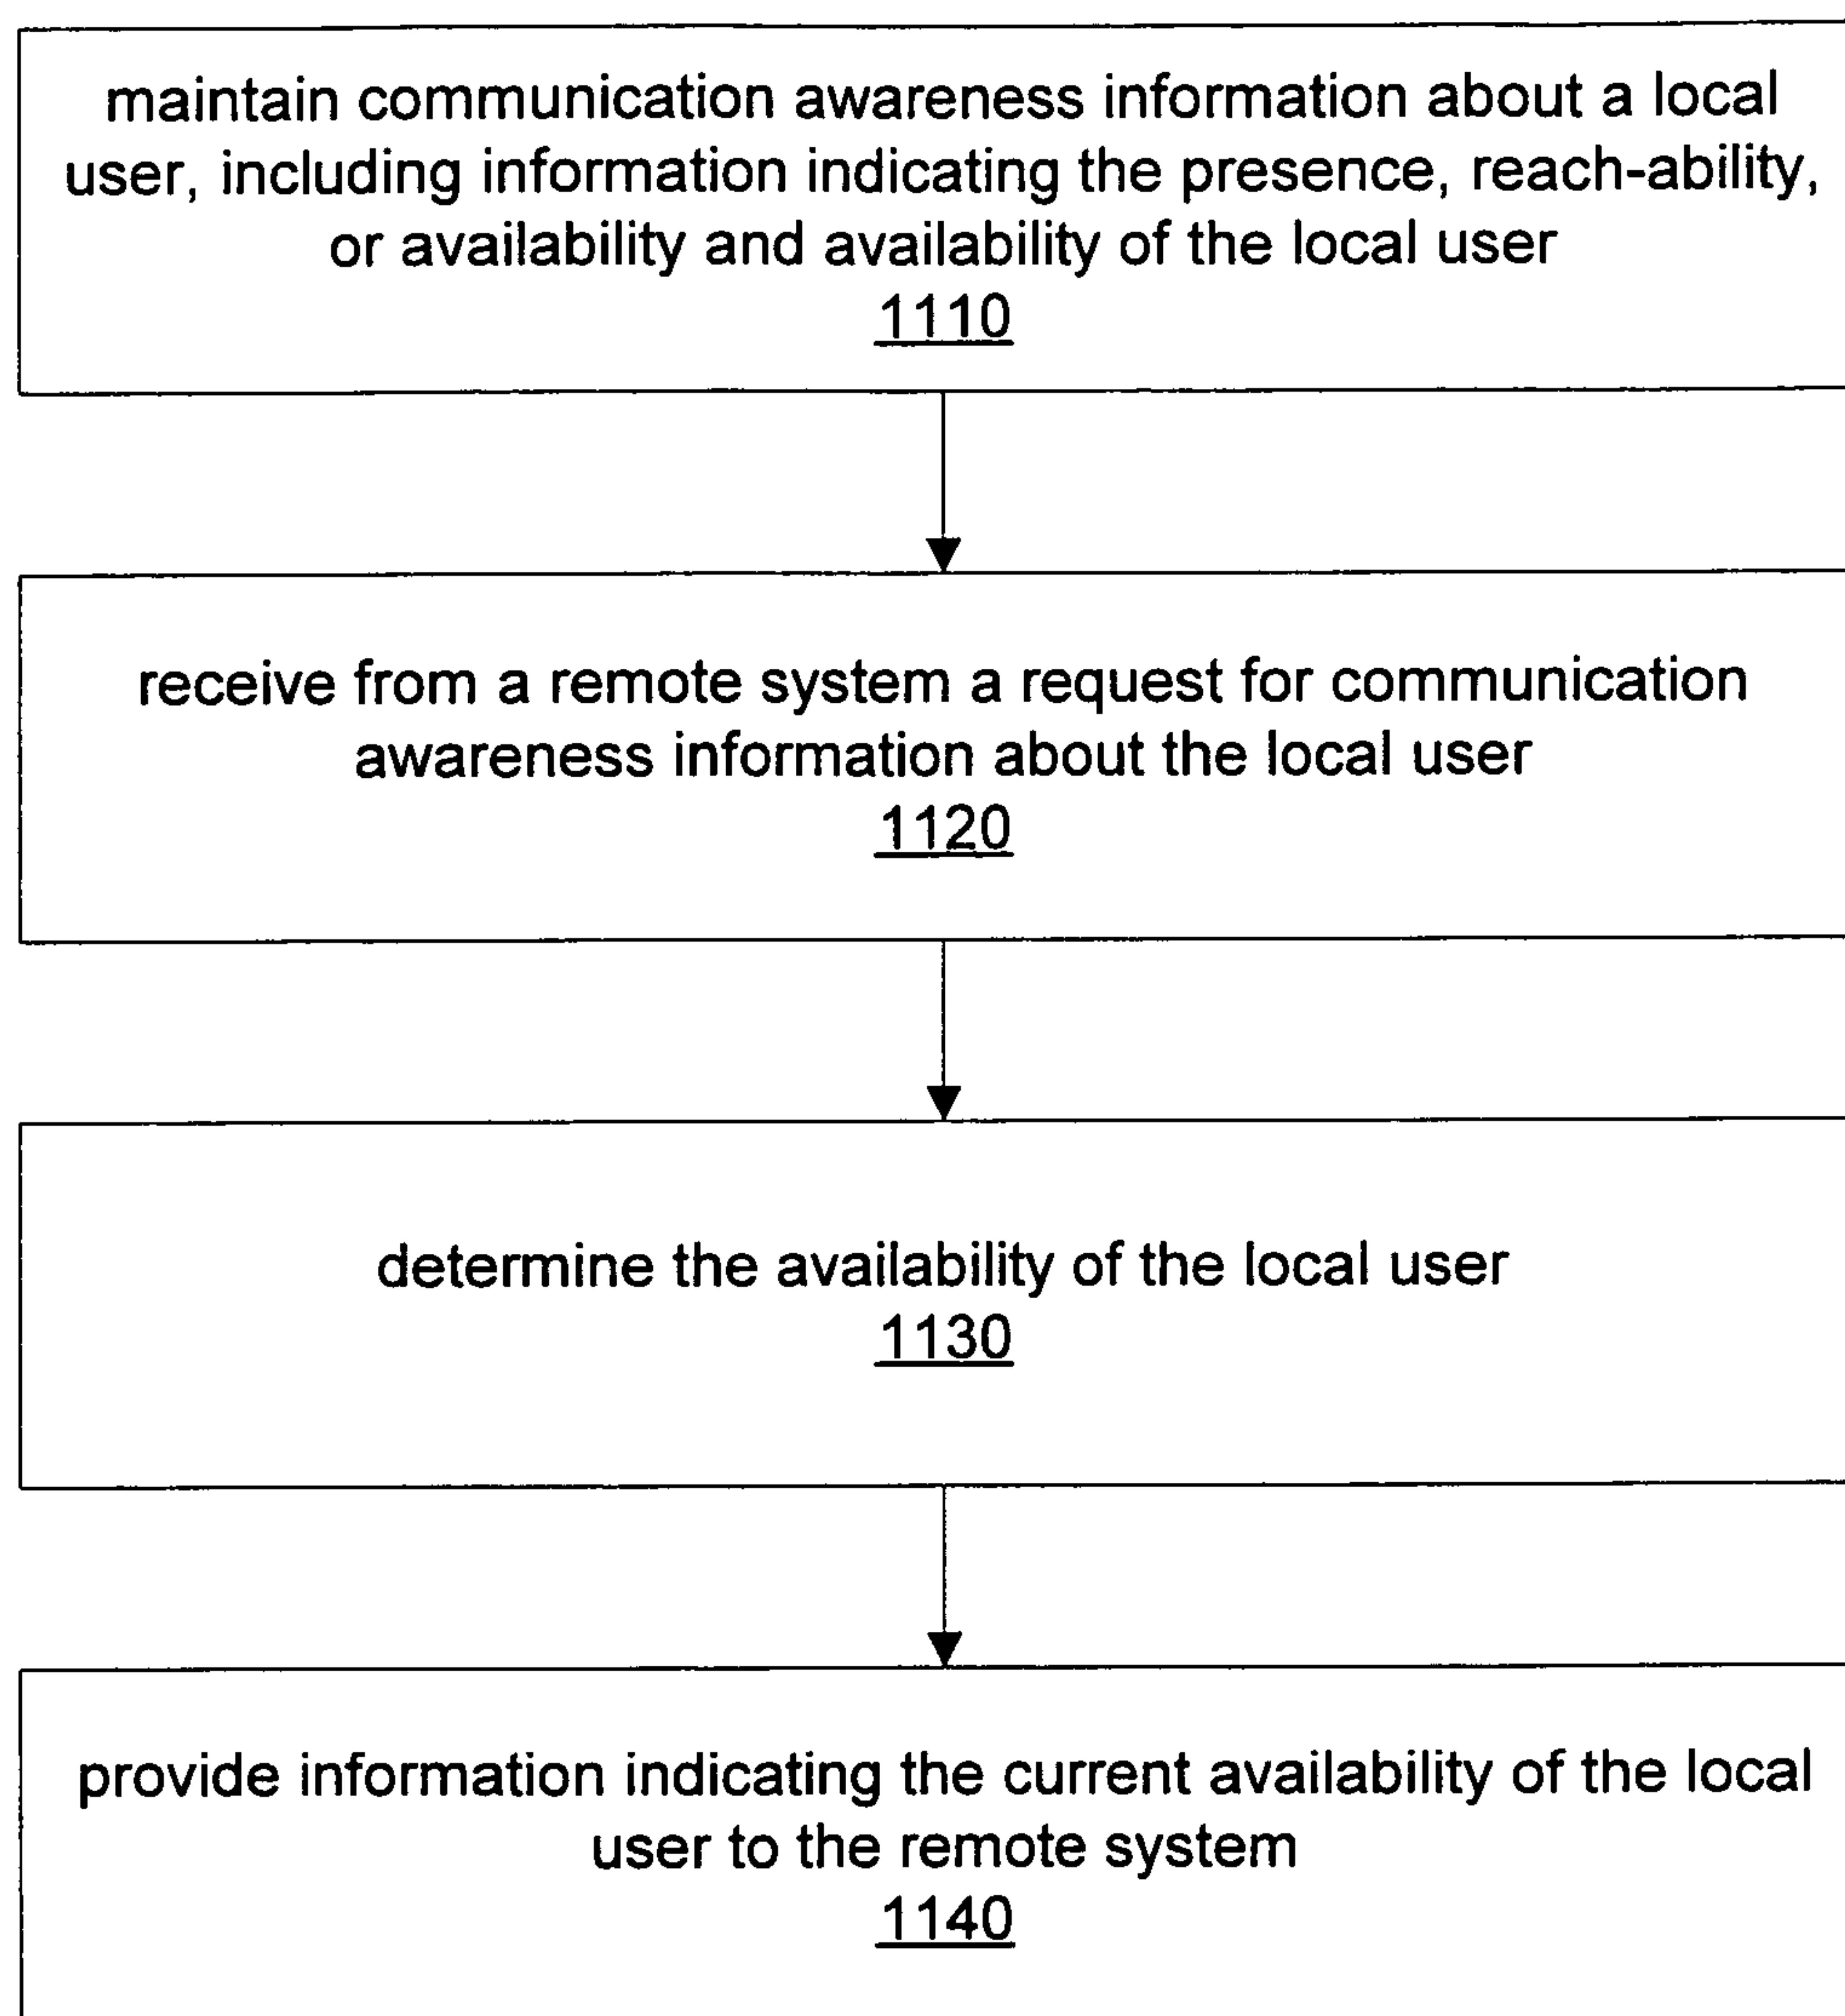 maintain communication awareness information about a local
user, including information indicating the presence, reach-ability,
or availability and availability of the local user
1110
receive from a remote system a request for communication
awareness information about the local user
1120
determine the availability of the local user
1130
provide information indicating the current availability of the local
user to the remote system
1140